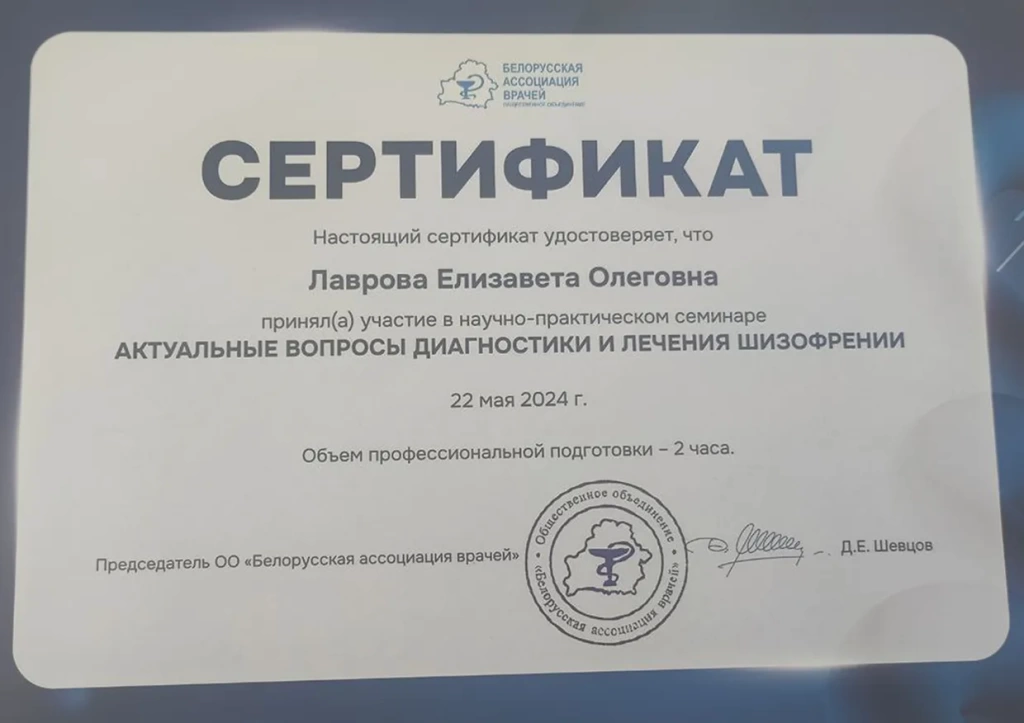 БЕЛОРУССКАЯ
АССОЦИАЦИЯ
ВРАЧЕЙ
ОБЩЕСТВЕННОЕ ОБЪЕДИНЕНИЕ
СЕРТИФИКАТ
Настоящий сертификат удостоверяет, что
Лаврова Елизавета Олеговна
принял(а) участие в научно-практическом семинаре
АКТУАЛЬНЫЕ ВОПРОСЫ ДИАГНОСТИКИ И ЛЕЧЕНИЯ ШИЗОФРЕНИИ
22 мая 2024 г.
Объем профессиональной подготовки – 2 часа.
Председатель ОО «Белорусская ассоциация врачей»
Общественное объединение
«Белорусская ассоциация врачей»
Д.Е. Шевцов